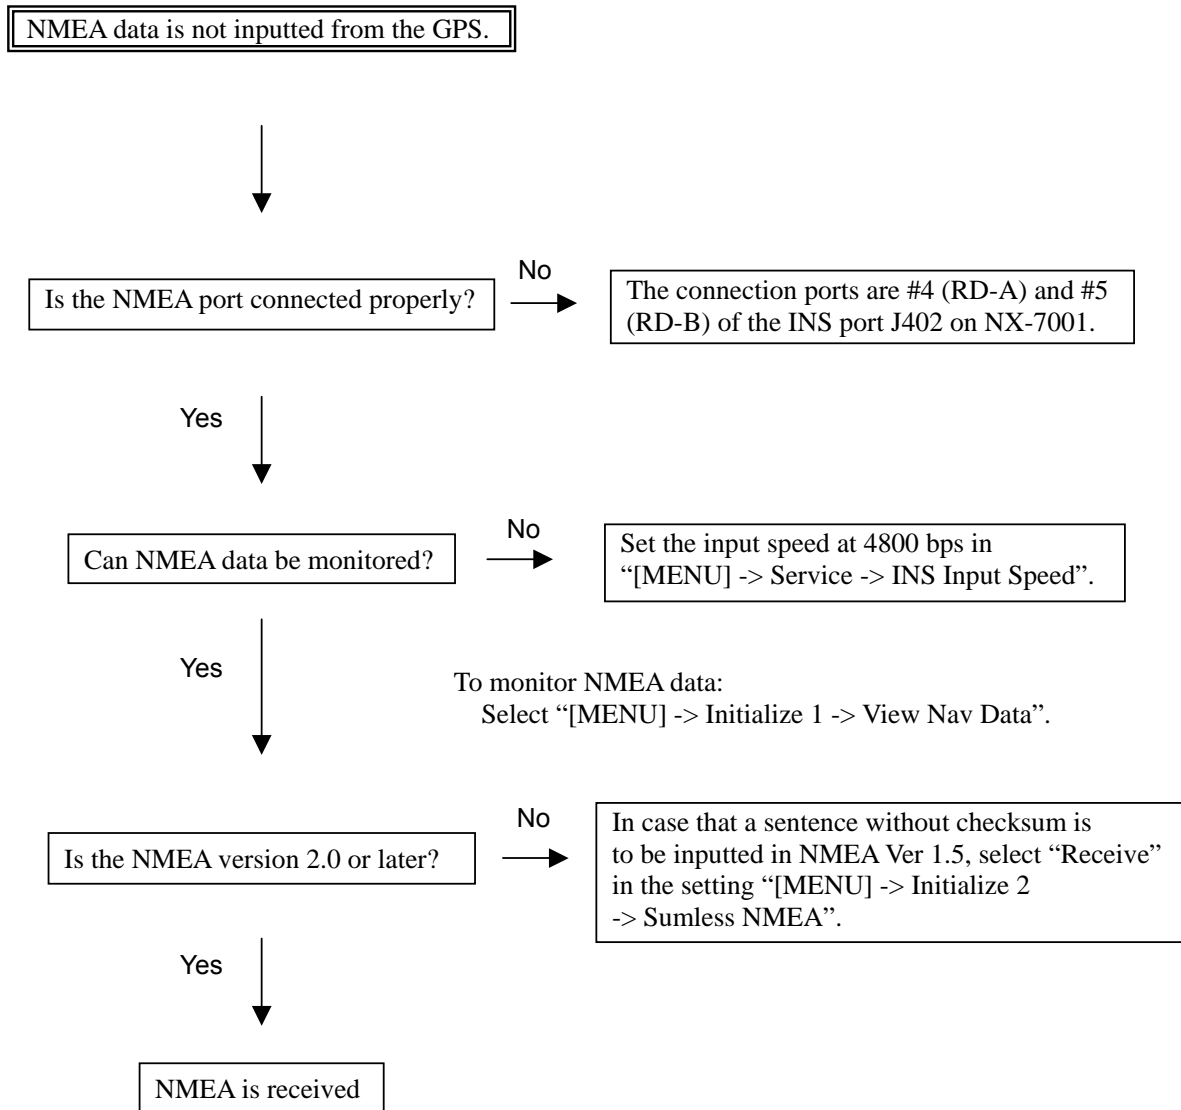 NMEA data is not inputted from the GPS.
Is the NMEA port connected properly?
No
The connection ports are #4 (RD-A) and #5
(RD-B) of the INS port J402 on NX-7001.
Yes
Can NMEA data be monitored?
No
Set the input speed at 4800 bps in
“[MENU] -> Service -> INS Input Speed”.
Yes
To monitor NMEA data:
Select “[MENU] -> Initialize 1 -> View Nav Data”.
Is the NMEA version 2.0 or later?
No
In case that a sentence without checksum is
to be inputted in NMEA Ver 1.5, select “Receive”
in the setting “[MENU] -> Initialize 2
-> Sumless NMEA”.
Yes
NMEA is received